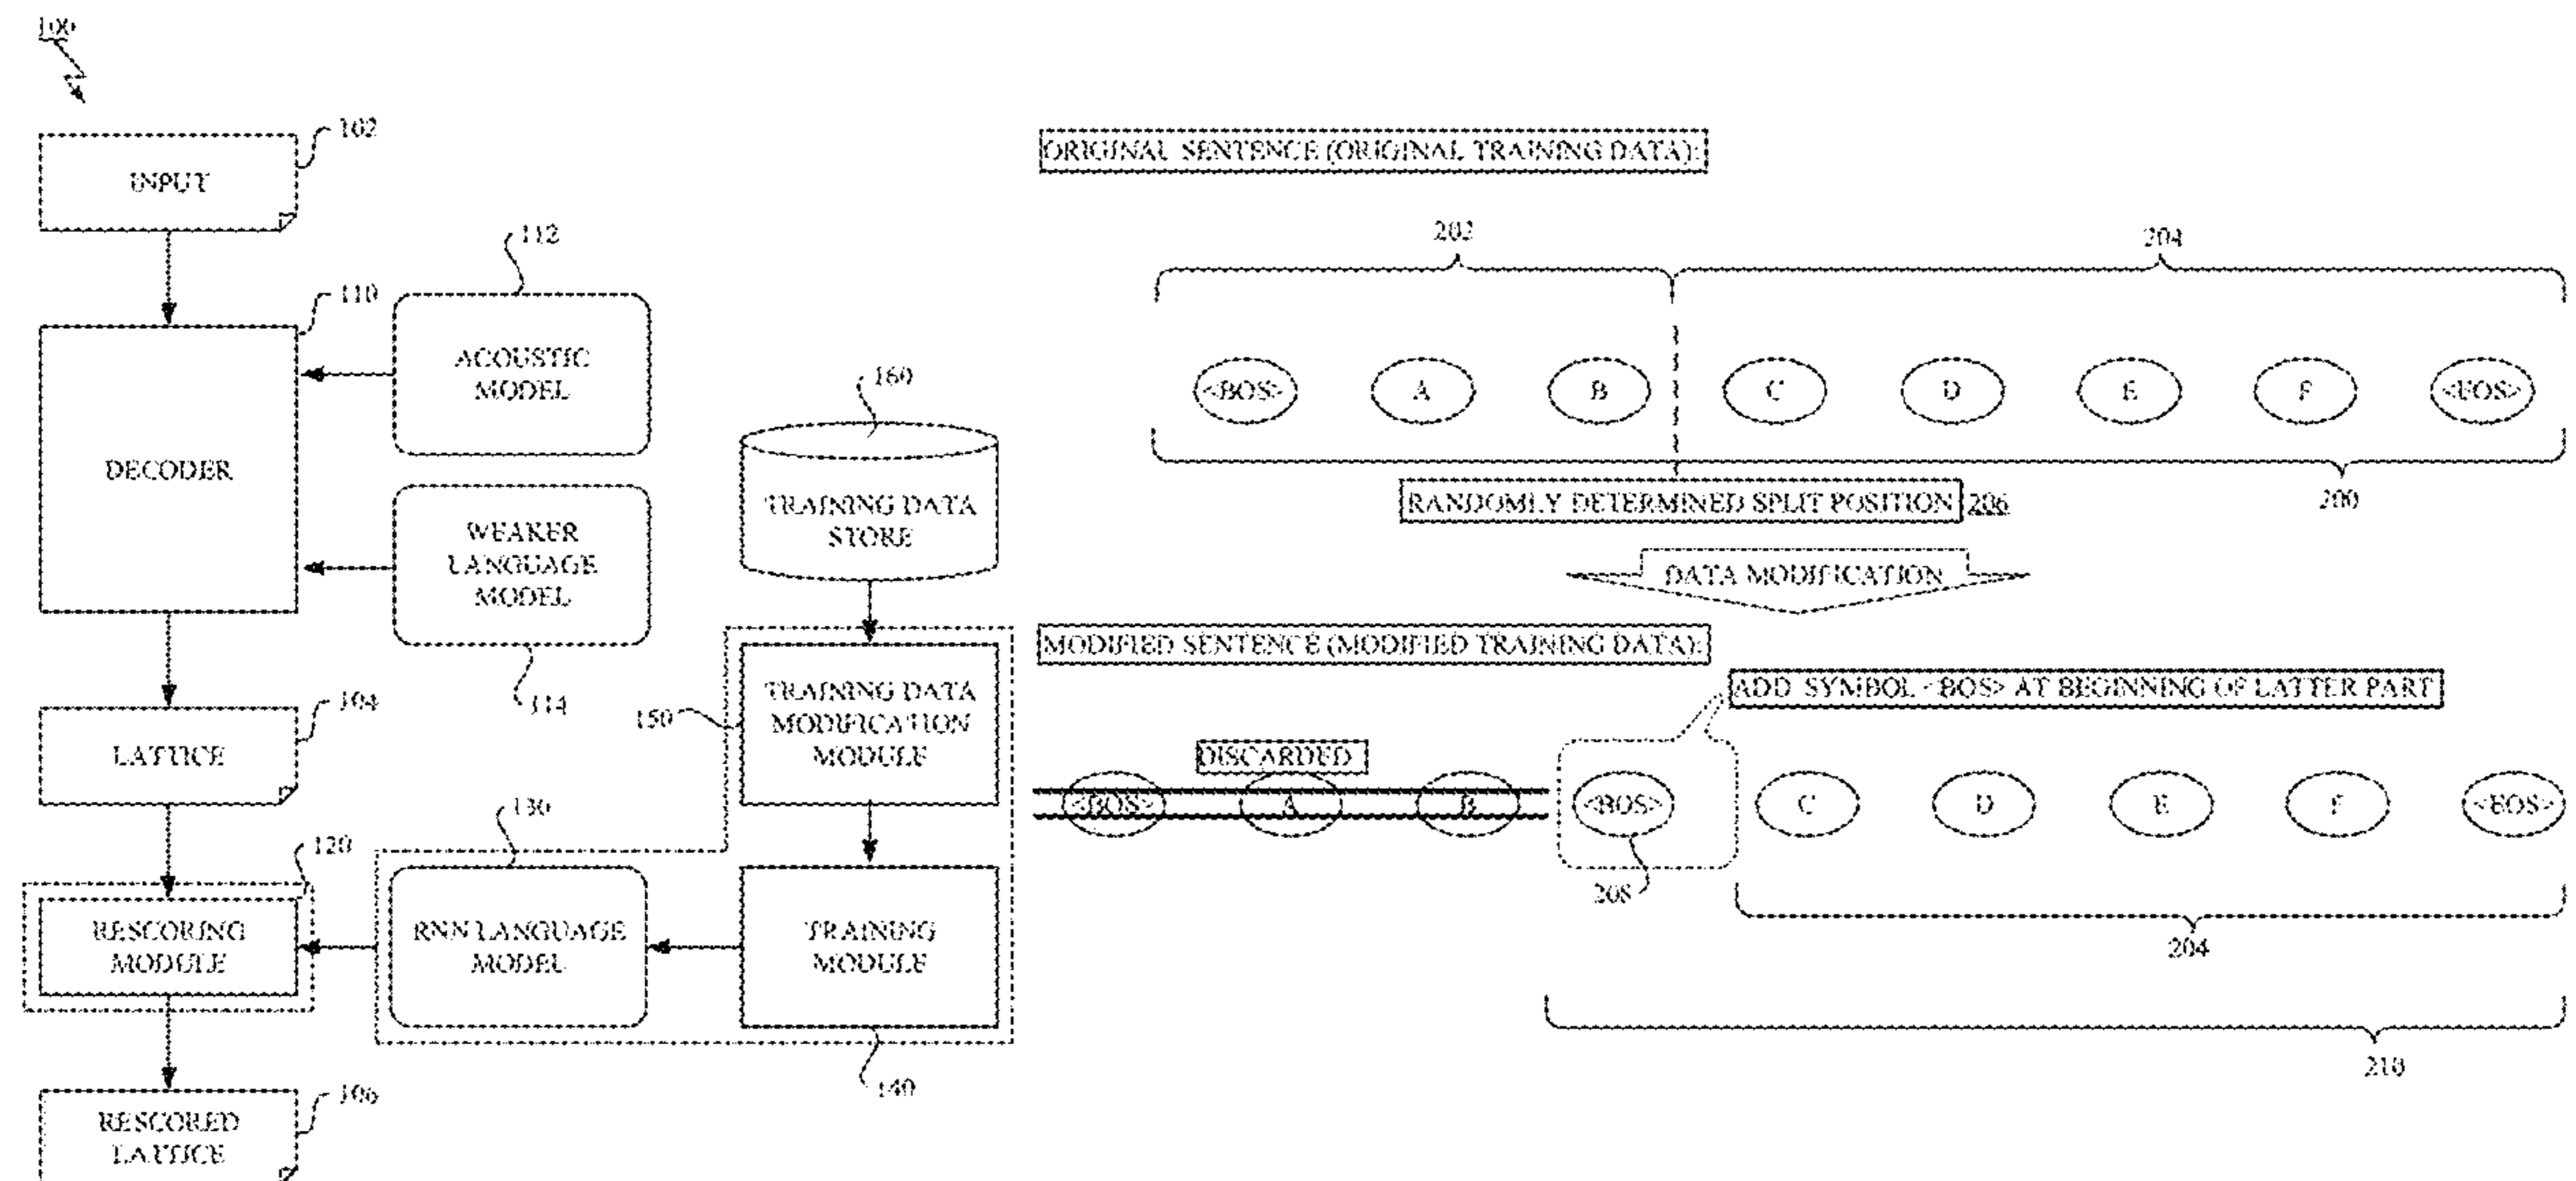 100
102
INPUT
112
110
ACOUSTIC
MODEL
DECODER
WEAKER
LANGUAGE
MODEL
114
160
TRAINING DATA
STORE
104
LATTICE
150
TRAINING DATA
MODIFICATION
MODULE
130
120
RESCORING
MODULE
RNN LANGUAGE
MODEL
TRAINING
MODULE
140
106
RESCORED
LATTICE
ORIGINAL SENTENCE (ORIGINAL TRAINING DATA):
202
204
<BOS> A B C D E F <EOS>
RANDOMLY DETERMINED SPLIT POSITION 206
200
DATA MODIFICATION
MODIFIED SENTENCE (MODIFIED TRAINING DATA):
ADD SYMBOL <BOS> AT BEGINNING OF LATTER PART
DISCARDED
<BOS> A B <BOS> C D E F <EOS>
208
204
210